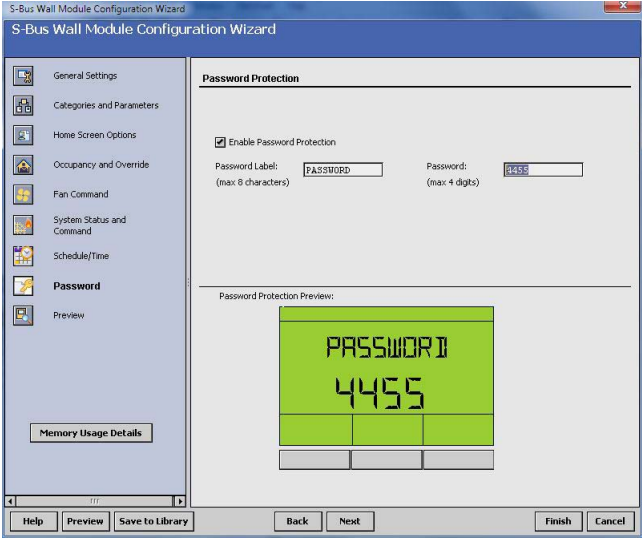 S-Bus Wall Module Configuration Wizard
S-Bus Wall Module Configuration Wizard
General Settings
Categories and Parameters
Home Screen Options
Occupancy and Override
Fan Command
System Status and
Command
Schedule/Time
Password
Preview
Memory Usage Details
Password Protection
Enable Password Protection
Password Label:
(max 8 characters)
PASSWORD
Password:
(max 4 digits)
4455
Password Protection Preview:
PASSWORD
4455
Help
Preview
Save to Library
Back
Next
Finish
Cancel